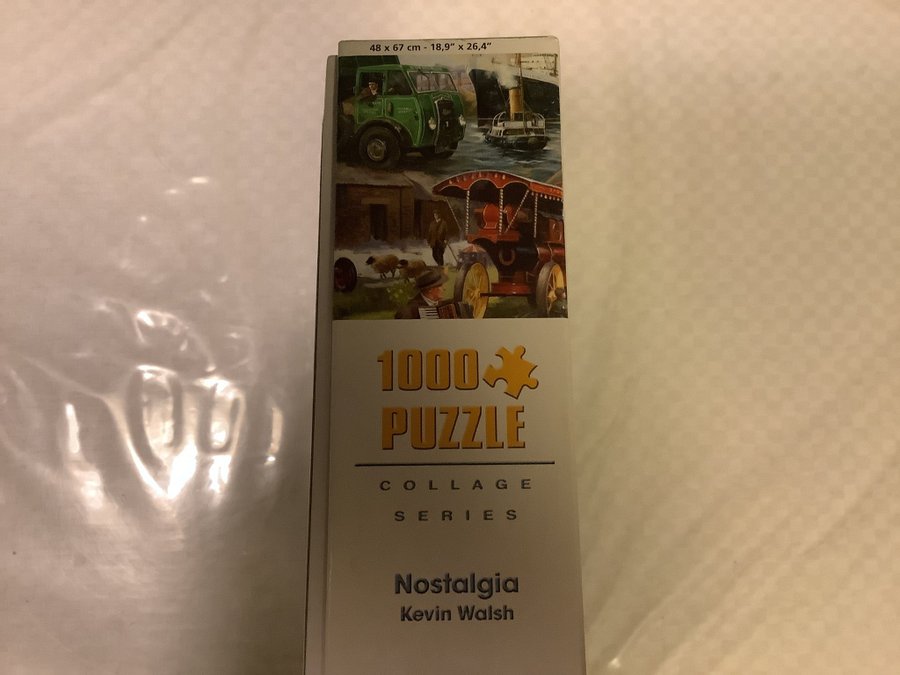 48 x 67 cm - 18,9" x 26,4"
1000
PUZZLE
COLLAGE
SERIES
Nostalgia
Kevin Walsh